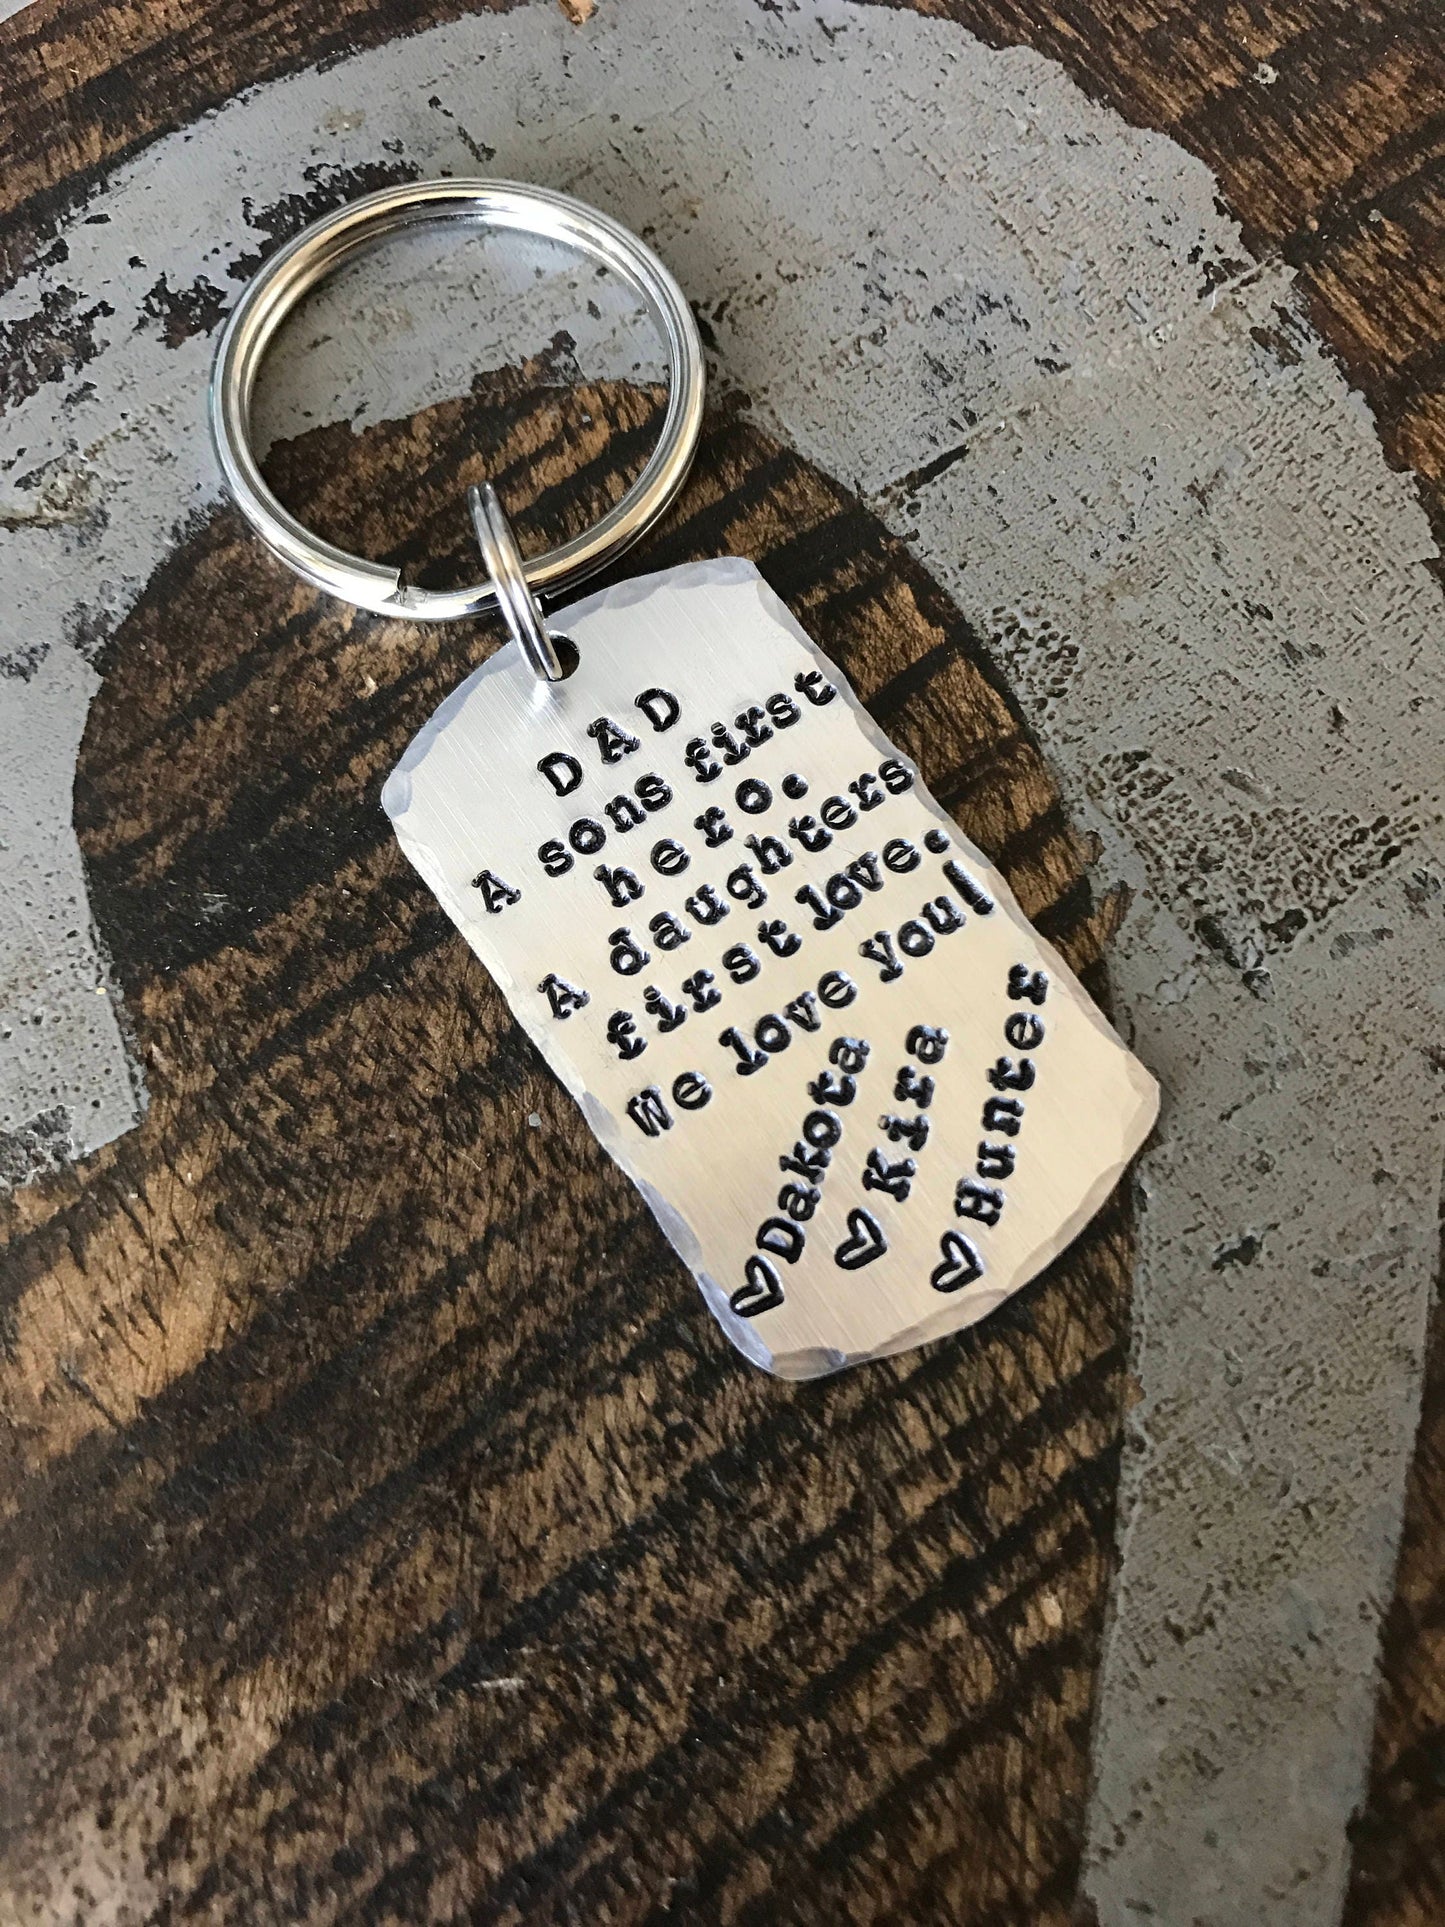 DAD
A sons first
hero.
A daughters
first love.
We love you!
♡Dakota
♡Kira
♡Hunter